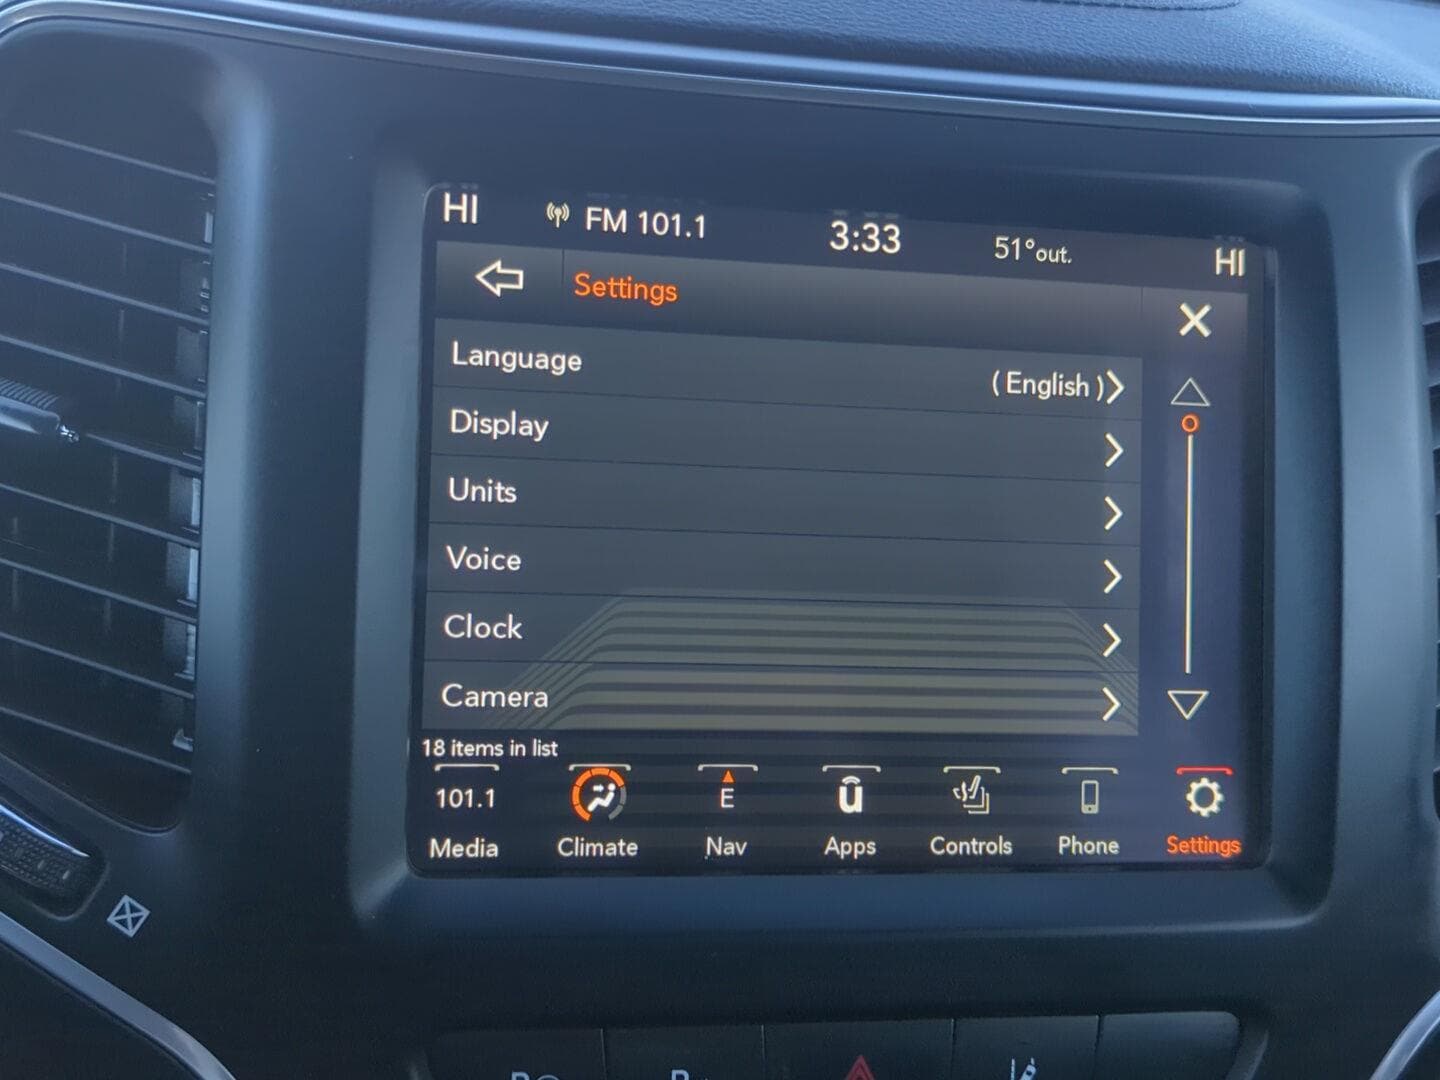 HI FM 101.1 3:33 51°out. HI
Settings
Language (English)
Display
Units
Voice
Clock
Camera
18 items in list
101.1 E
Media Climate Nav Apps Controls Phone Settings